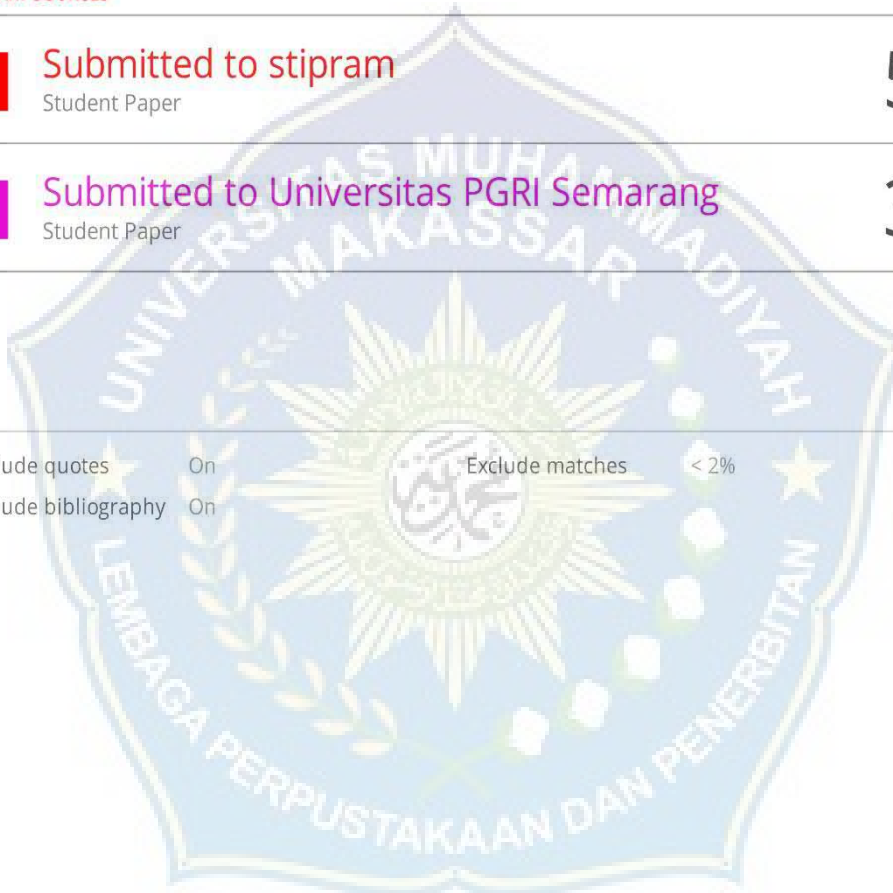 Submitted to stipram
Student Paper
Submitted to Universitas PGRI Semarang
Student Paper
UNIVERSITAS MUHAMMADIYAH
MAKASSAR
ude quotes On Exclude matches < 2%
ude bibliography On
LEMBAGA PERPUSTAKAAN DAN PENERBITAN